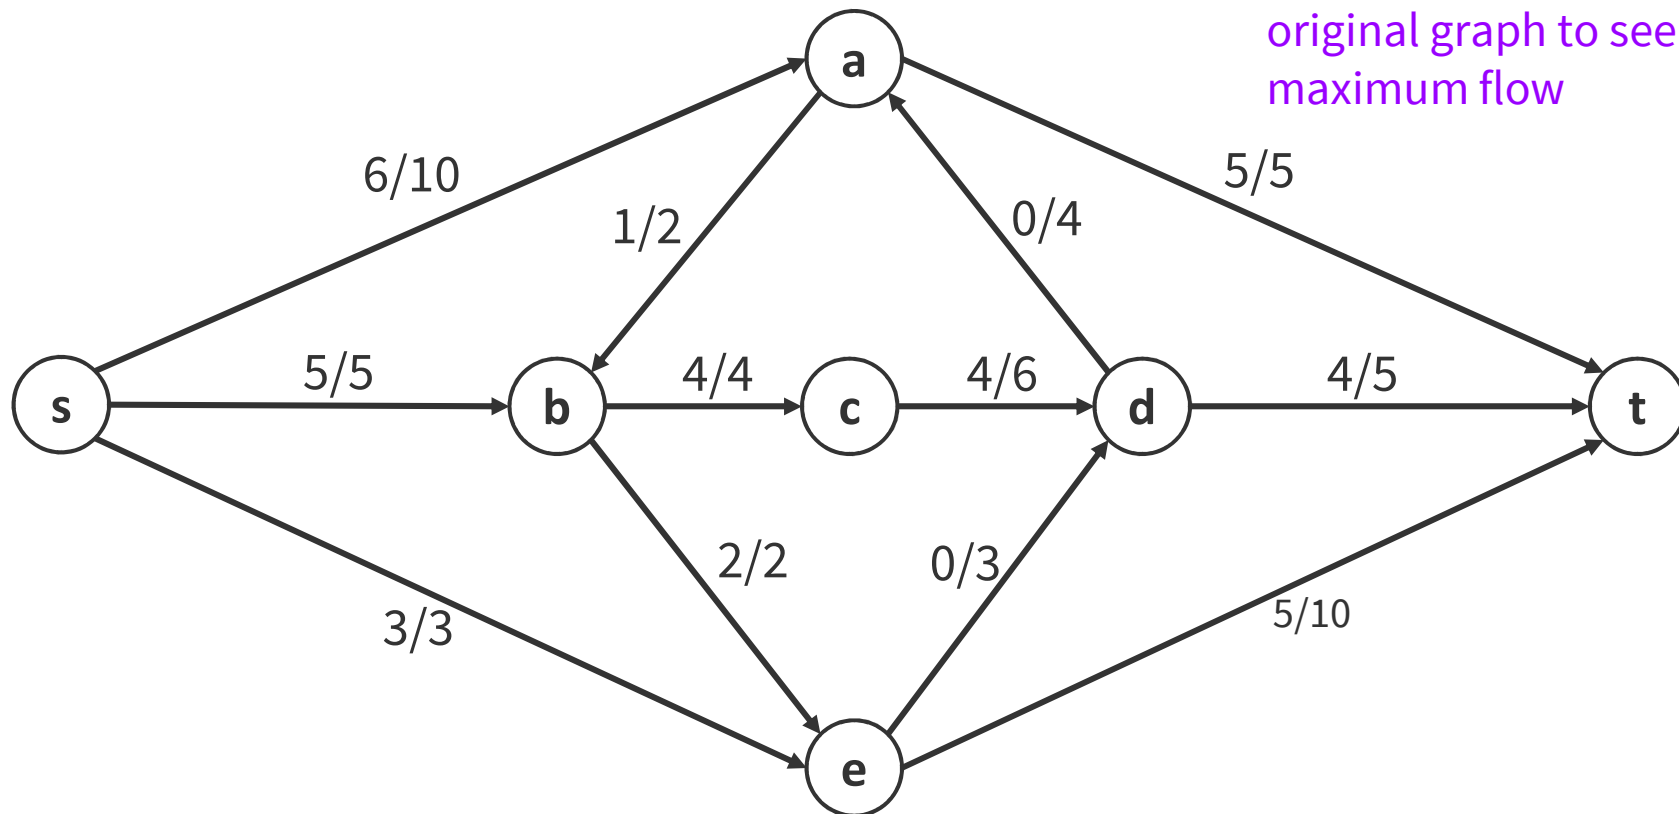 original graph to see
maximum flow
a
6/10
5/5
1/2
0/4
5/5
4/4
4/6
4/5
s
b
c
d
t
2/2
0/3
3/3
5/10
e